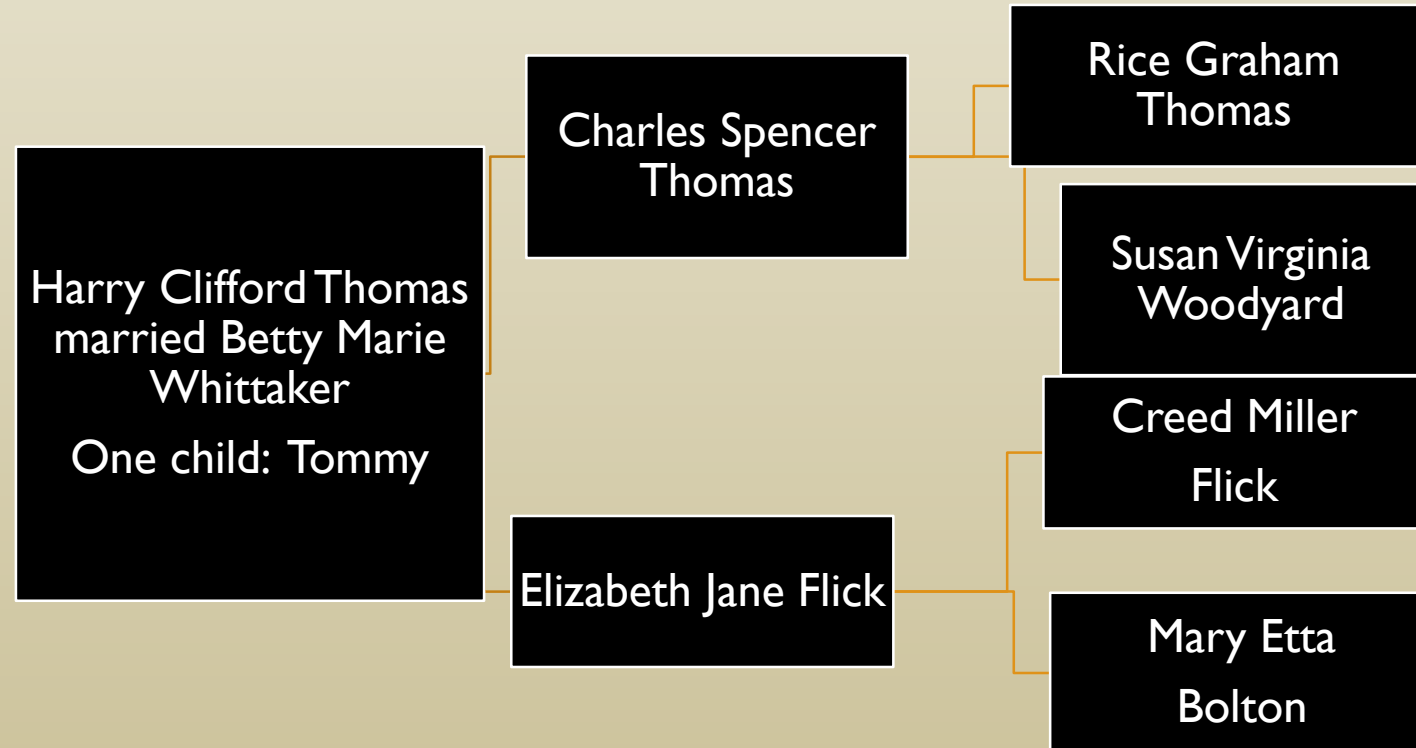 Harry Clifford Thomas
married Betty Marie
Whittaker
One child: Tommy
Charles Spencer
Thomas
Rice Graham
Thomas
Susan Virginia
Woodyard
Elizabeth Jane Flick
Creed Miller
Flick
Mary Etta
Bolton